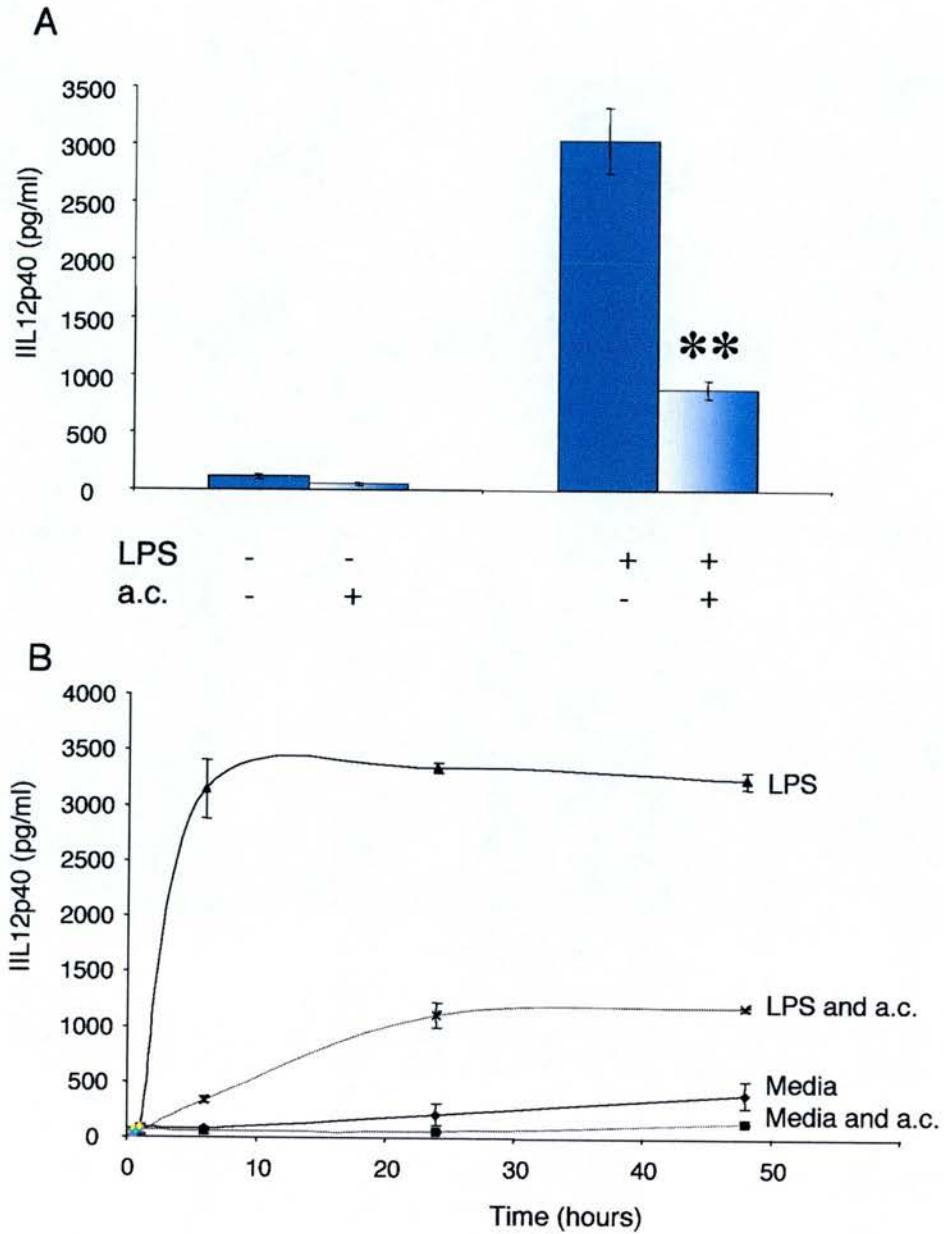 A
3500
3000
2500
2000
1500
1000
500
0
IIL12p40 (pg/ml)
**
LPS - - + +
a.c. - + - +
B
4000
3500
3000
2500
2000
1500
1000
500
0
IIL12p40 (pg/ml)
LPS
LPS and a.c.
Media
Media and a.c.
0 10 20 30 40 50
Time (hours)